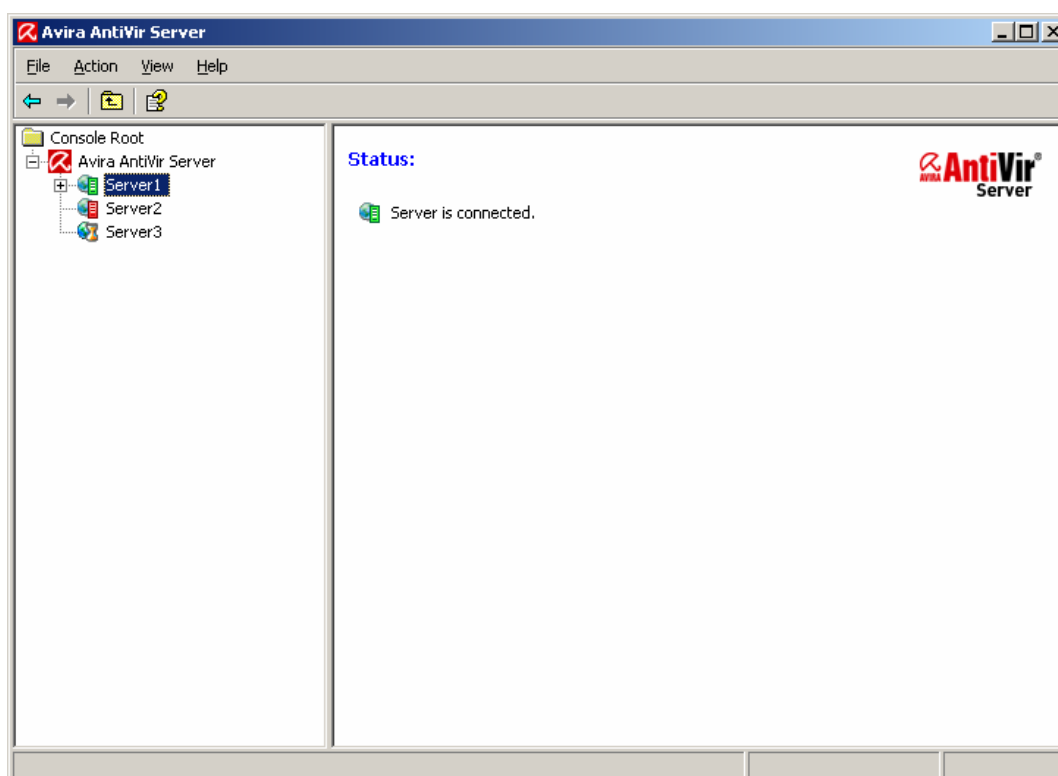 Avira AntiVir Server
File Action View Help
Console Root
Avira AntiVir Server
Server1
Server2
Server3
Status:
Server is connected.
AVIRA AntiVir®
Server